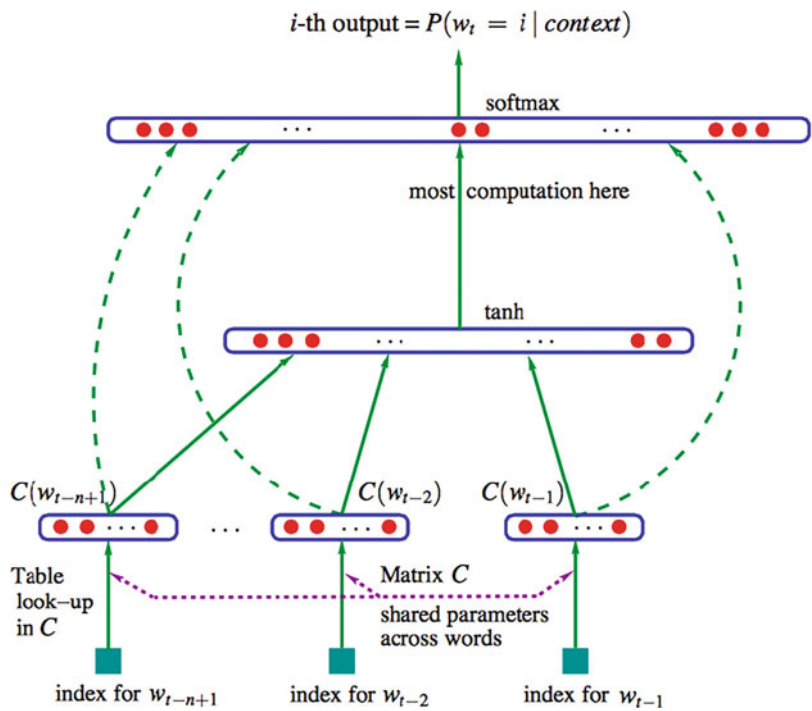 i-th output = P(w_t = i | context)
softmax
... ...
most computation here
tanh
... ...
C(w_{t−n+1}) C(w_{t−2}) C(w_{t−1})
... ... ... ...
Table
look−up
in C
Matrix C
shared parameters
across words
index for w_{t−n+1} index for w_{t−2} index for w_{t−1}